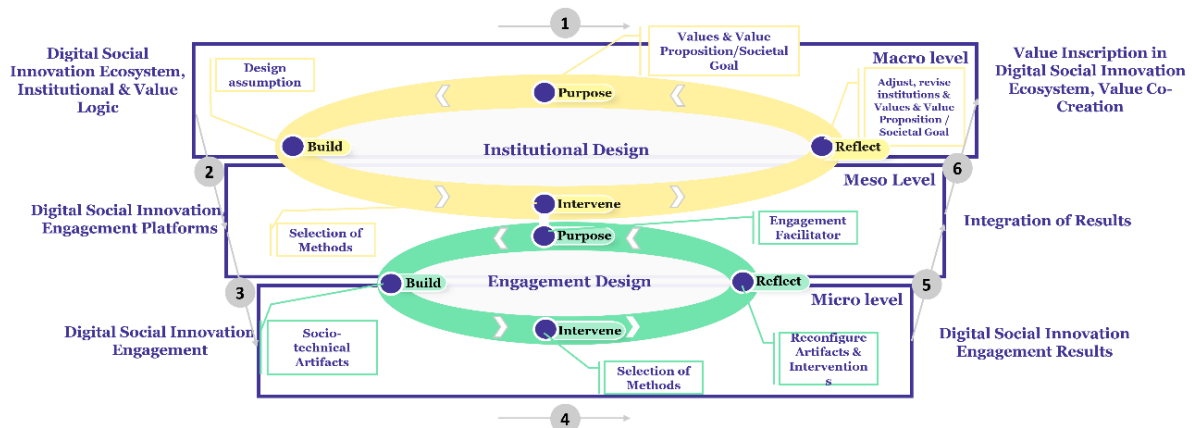 1
Digital Social
Innovation Ecosystem,
Institutional & Value
Logic
Design
assumption
Values & Value
Proposition/Societal
Goal
Macro level
Adjust, revise
institutions &
Values & Value
Proposition /
Societal Goal
Value Inscription in
Digital Social Innovation
Ecosystem, Value Co-
Creation
Purpose
Build
Institutional Design
Reflect
2
6
Meso Level
Digital Social Innovation
Engagement Platforms
Selection of
Methods
Intervene
Purpose
Engagement
Facilitator
Integration of Results
3
Build
Engagement Design
Reflect
5
Micro level
Digital Social Innovation
Engagement
Socio-
technical
Artifacts
Intervene
Selection of
Methods
Reconfigure
Artifacts &
Intervention
s
Digital Social Innovation
Engagement Results
4